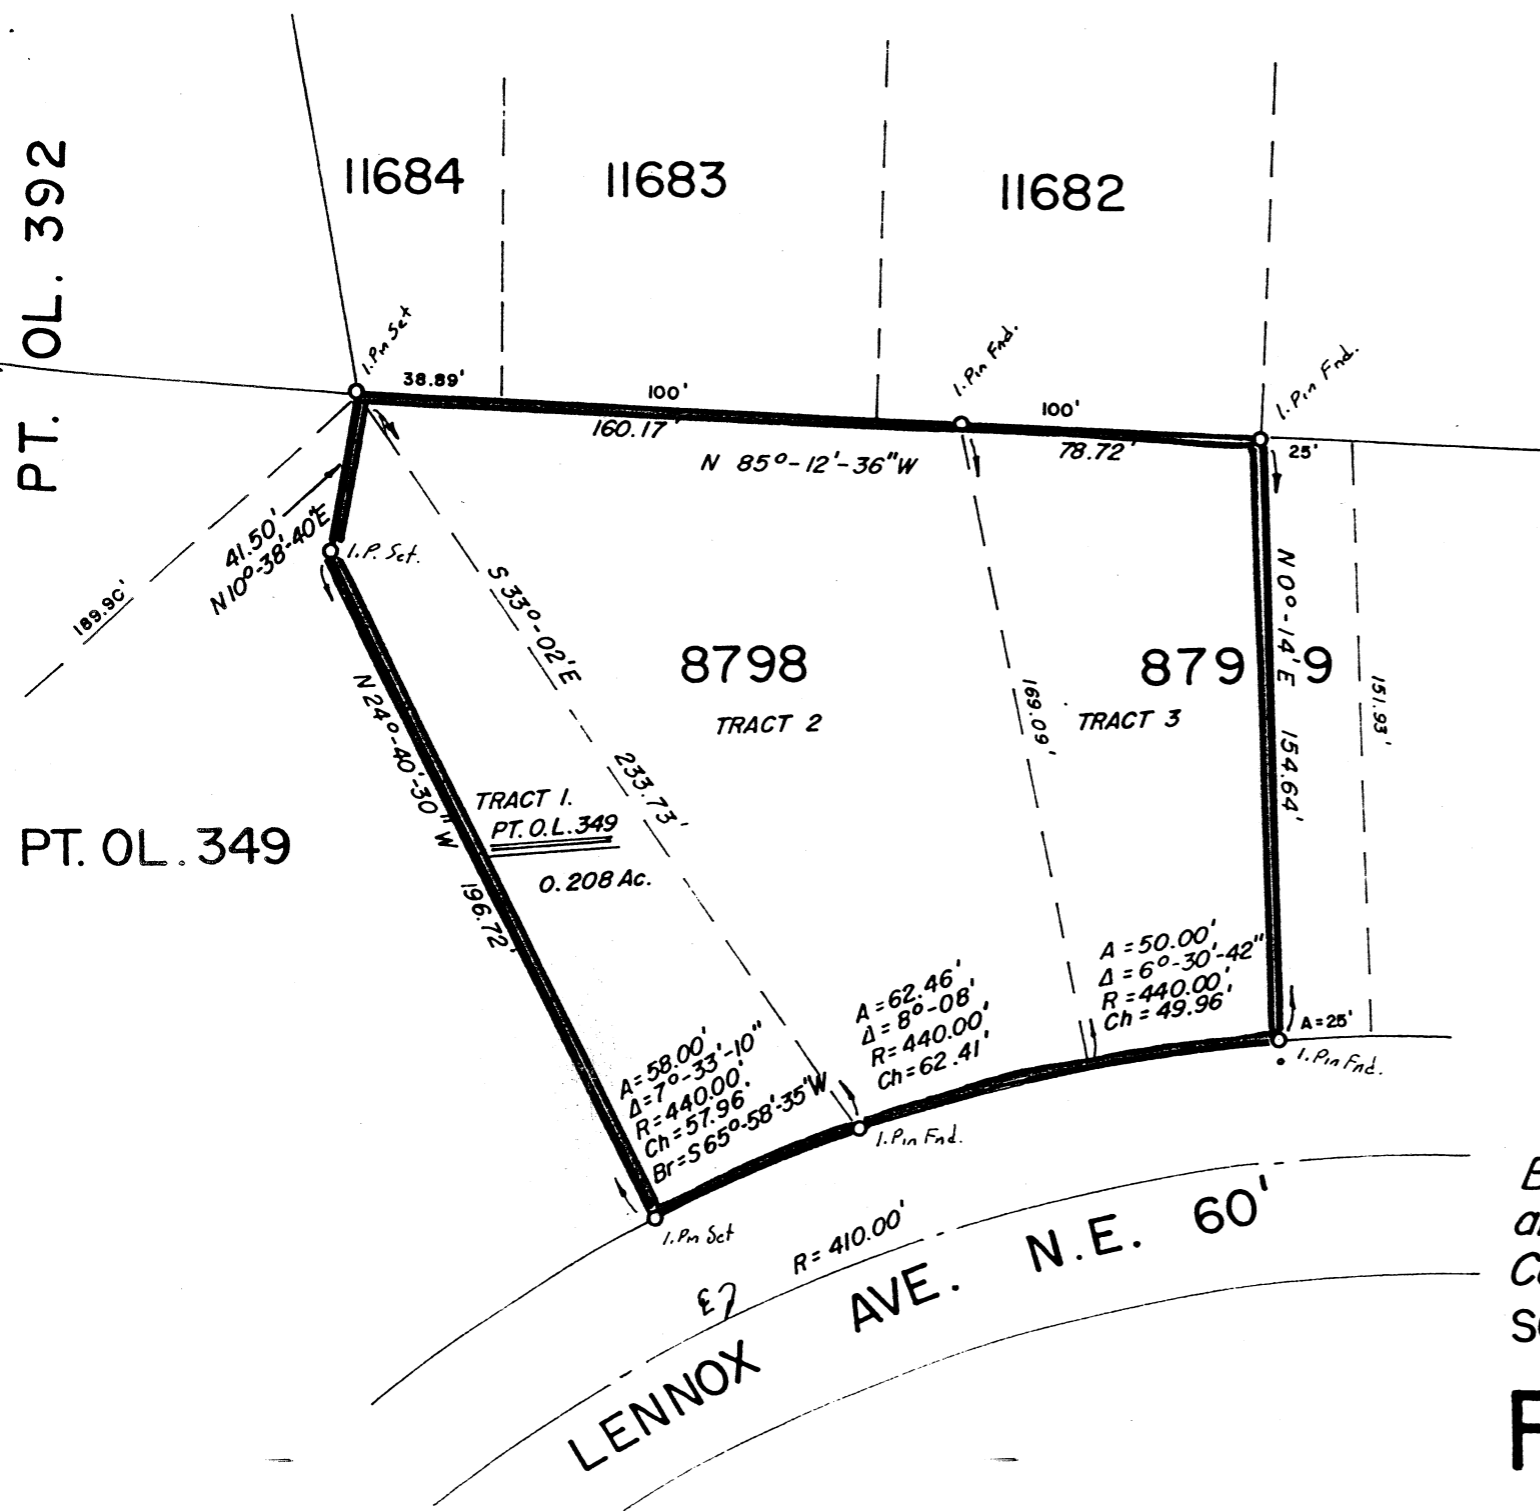 PT. OL. 392
11684
11683
11682
I.Pin Set
I.Pin Fnd.
I.Pin Fnd.
38.89'
100'
100'
160.17'
78.72'
25'
N 85°-12'-36"W
41.50'
N10°-38'-40"E
I.P. Set.
189.90'
S 33°-02'E
233.73'
N 0°-14' E 154.64'
151.93'
169.09'
8798
TRACT 2
8799
TRACT 3
N 24°-40'-30" W
196.72'
TRACT 1.
PT. O.L.349
0.208 Ac.
PT. OL. 349
A = 50.00'
Δ = 6°-30'-42"
R = 440.00'
Ch = 49.96'
A = 62.46'
Δ = 8°-08'
R = 440.00'
Ch = 62.41'
A = 58.00'
Δ = 7°-33'-10"
R = 440.00'
Ch = 57.96'
Br = S 65°-58'-35"W
A = 25'
I.Pin Fnd.
I.Pin Fnd.
I.Pin Set
R = 410.00'
LENNOX AVE. N.E. 60'